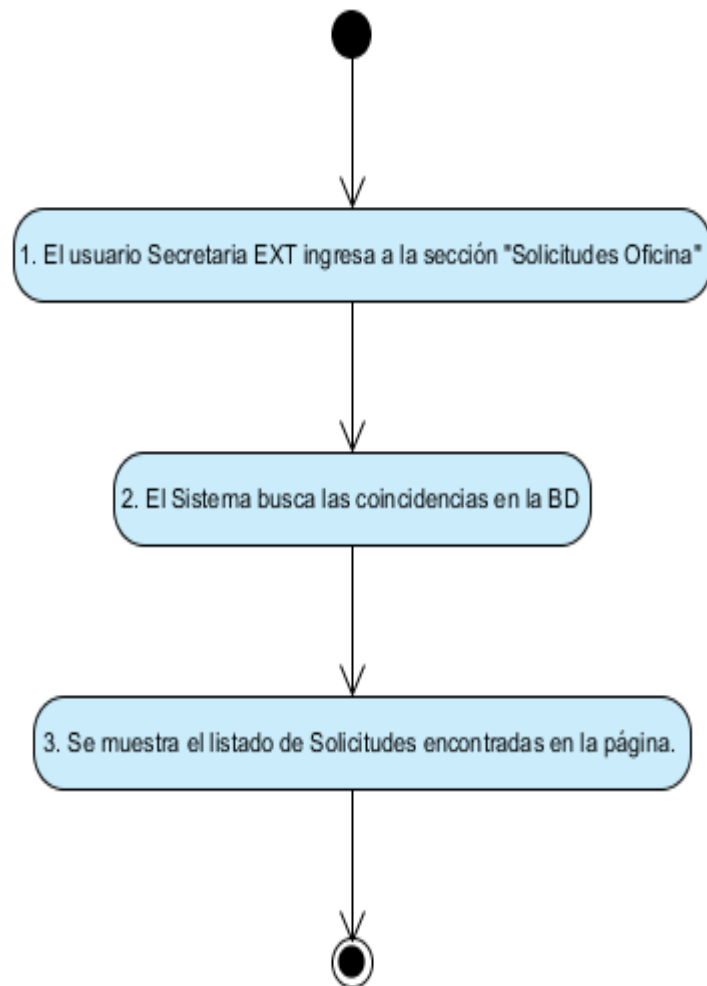 1. El usuario Secretaria EXT ingresa a la sección "Solicitudes Oficina"
2. El Sistema busca las coincidencias en la BD
3. Se muestra el listado de Solicitudes encontradas en la página.